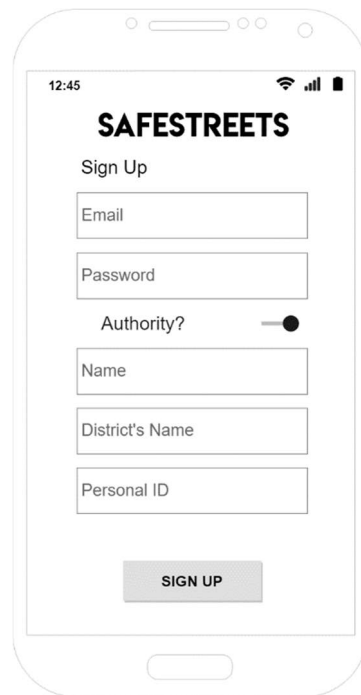 12:45
SAFESTREETS
Sign Up
Email
Password
Authority?
Name
District's Name
Personal ID
SIGN UP